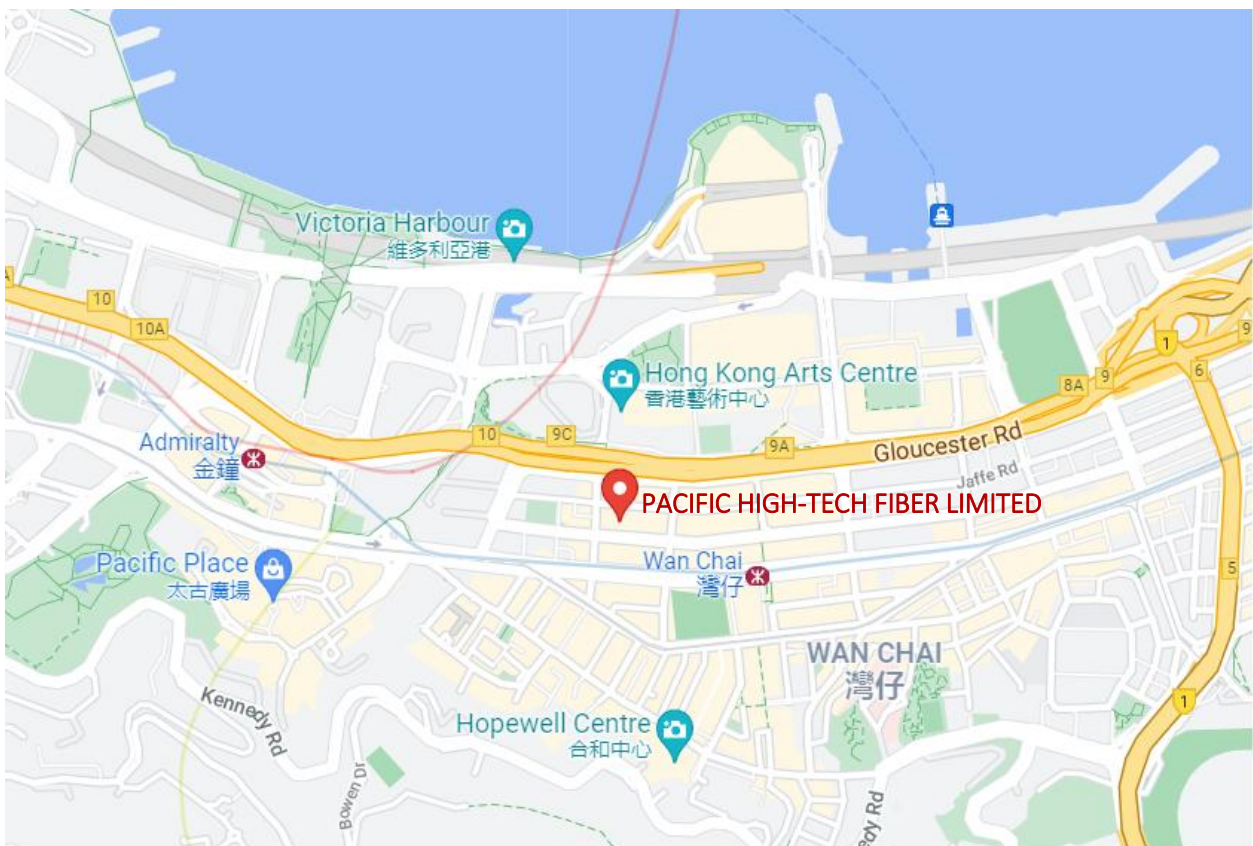 Victoria Harbour
維多利亞港
10
10A
1
9
6
8A
9
Hong Kong Arts Centre
香港藝術中心
10
9C
9A
Gloucester Rd
Admiralty
金鐘
Jaffe Rd
PACIFIC HIGH-TECH FIBER LIMITED
Pacific Place
太古廣場
Wan Chai
灣仔
5
WAN CHAI
灣仔
Kennedy Rd
1
Hopewell Centre
合和中心
Bowen Dr
edy Rd